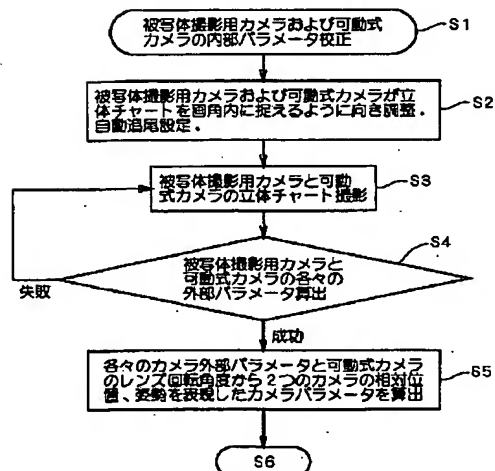 被写体撮影用カメラおよび可動式
カメラの内部パラメータ校正
S1
被写体撮影用カメラおよび可動式カメラが立
体チャートを画角内に捉えるように向き調整.
自動追尾設定.
S2
被写体撮影用カメラと可動
式カメラの立体チャート撮影
S3
被写体撮影用カメラと
可動式カメラの各々の
外部パラメータ算出
S4
失敗
成功
各々のカメラ外部パラメータと可動式カメラ
のレンズ回転角度から2つのカメラの相対位
置、姿勢を表現したカメラパラメータを算出
S5
S6